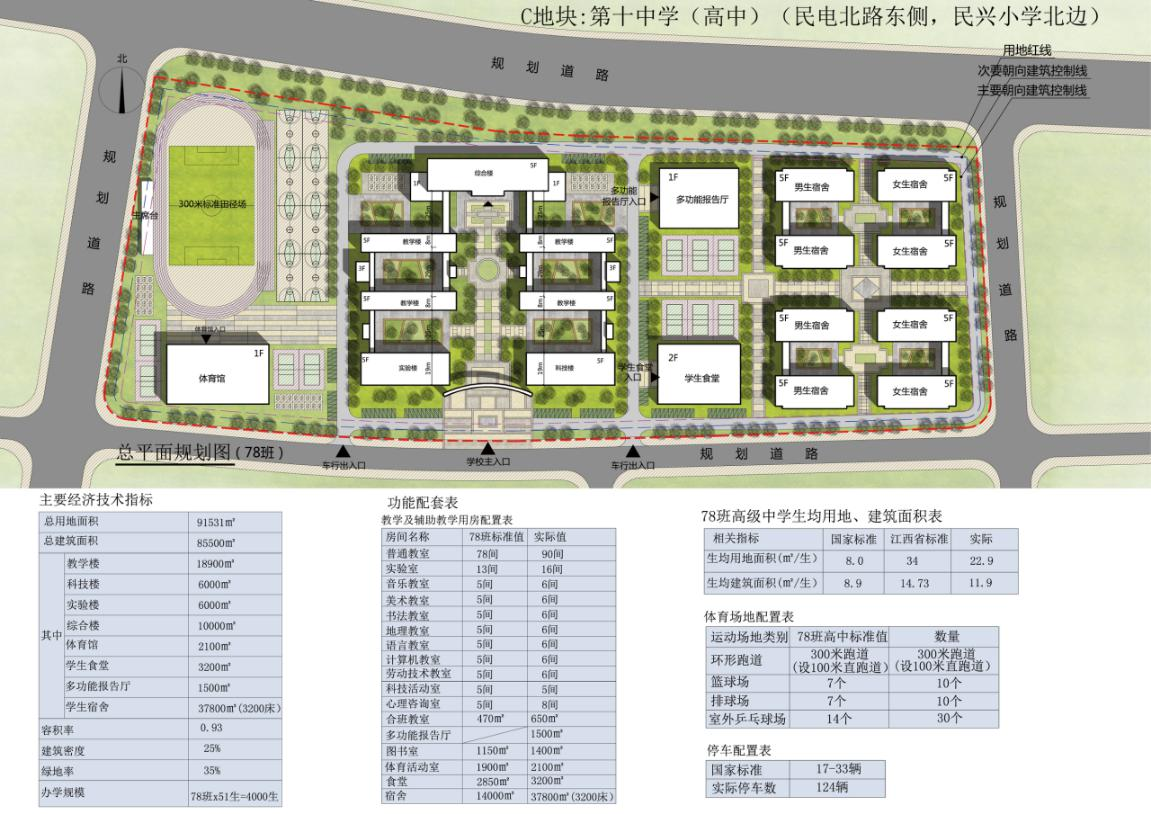 C地块:第十中学（高中）（民电北路东侧，民兴小学北边）
用地红线
次要朝向建筑控制线
主要朝向建筑控制线
北
规划道路
规划道路
规划道路
主席台
300米标准田径场
体育馆入口
1F
体育馆
综合楼
5F
1F
1F
5F
教学楼
教学楼
5F
3F
3F
5F
教学楼
教学楼
5F
5F
实验楼
科技楼
5F
8m
8m
8m
8m
19m
多功能
报告厅入口
1F
多功能报告厅
学生食堂
入口
2F
学生食堂
5F
男生宿舍
女生宿舍
5F
男生宿舍
5F
女生宿舍
5F
5F
男生宿舍
女生宿舍
5F
5F
男生宿舍
女生宿舍
5F
总平面规划图(78班)
车行出入口
学校主入口
车行出入口
规划道路
主要经济技术指标
总用地面积 91531㎡
总建筑面积 85500㎡
其中
教学楼 18900㎡
科技楼 6000㎡
实验楼 6000㎡
综合楼 10000㎡
体育馆 2100㎡
学生食堂 3200㎡
多功能报告厅 1500㎡
学生宿舍 37800㎡(3200床)
容积率 0.93
建筑密度 25%
绿地率 35%
办学规模 78班x51生=4000生
功能配套表
教学及辅助教学用房配置表
房间名称 78班标准值 实际值
普通教室 78间 90间
实验室 13间 16间
音乐教室 5间 6间
美术教室 5间 6间
书法教室 5间 6间
地理教室 5间 6间
语言教室 5间 6间
计算机教室 5间 6间
劳动技术教室 5间 6间
科技活动室 5间 5间
心理咨询室 5间 8间
合班教室 470㎡ 650㎡
多功能报告厅 1500㎡
图书室 1150㎡ 1400㎡
体育活动室 1900㎡ 2100㎡
食堂 2850㎡ 3200㎡
宿舍 14000㎡ 37800㎡(3200床)
78班高级中学生均用地、建筑面积表
相关指标 国家标准 江西省标准 实际
生均用地面积(㎡/生) 8.0 34 22.9
生均建筑面积(㎡/生) 8.9 14.73 11.9
体育场地配置表
运动场地类别 78班高中标准值 数量
环形跑道 300米跑道 300米跑道
(设100米直跑道) (设100米直跑道)
篮球场 7个 10个
排球场 7个 10个
室外乒乓球场 14个 30个
停车配置表
国家标准 17-33辆
实际停车数 124辆